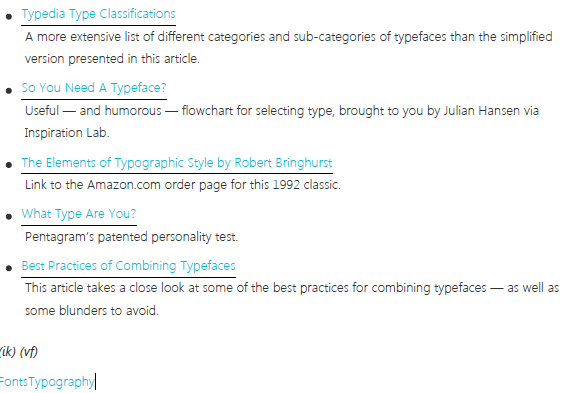 Typedia Type Classifications
A more extensive list of different categories and sub-categories of typefaces than the simplified
version presented in this article.
So You Need A Typeface?
Useful — and humorous — flowchart for selecting type, brought to you by Julian Hansen via
Inspiration Lab.
The Elements of Typographic Style by Robert Bringhurst
Link to the Amazon.com order page for this 1992 classic.
What Type Are You?
Pentagram's patented personality test.
Best Practices of Combining Typefaces
This article takes a close look at some of the best practices for combining typefaces — as well as
some blunders to avoid.
(ik) (vf)
FontsTypography